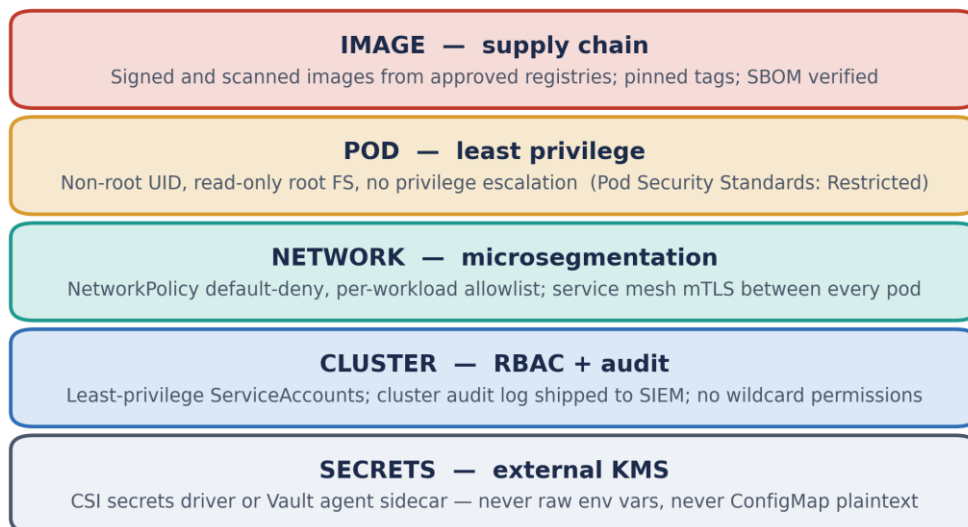 IMAGE — supply chain
Signed and scanned images from approved registries; pinned tags; SBOM verified
POD — least privilege
Non-root UID, read-only root FS, no privilege escalation (Pod Security Standards: Restricted)
NETWORK — microsegmentation
NetworkPolicy default-deny, per-workload allowlist; service mesh mTLS between every pod
CLUSTER — RBAC + audit
Least-privilege ServiceAccounts; cluster audit log shipped to SIEM; no wildcard permissions
SECRETS — external KMS
CSI secrets driver or Vault agent sidecar — never raw env vars, never ConfigMap plaintext